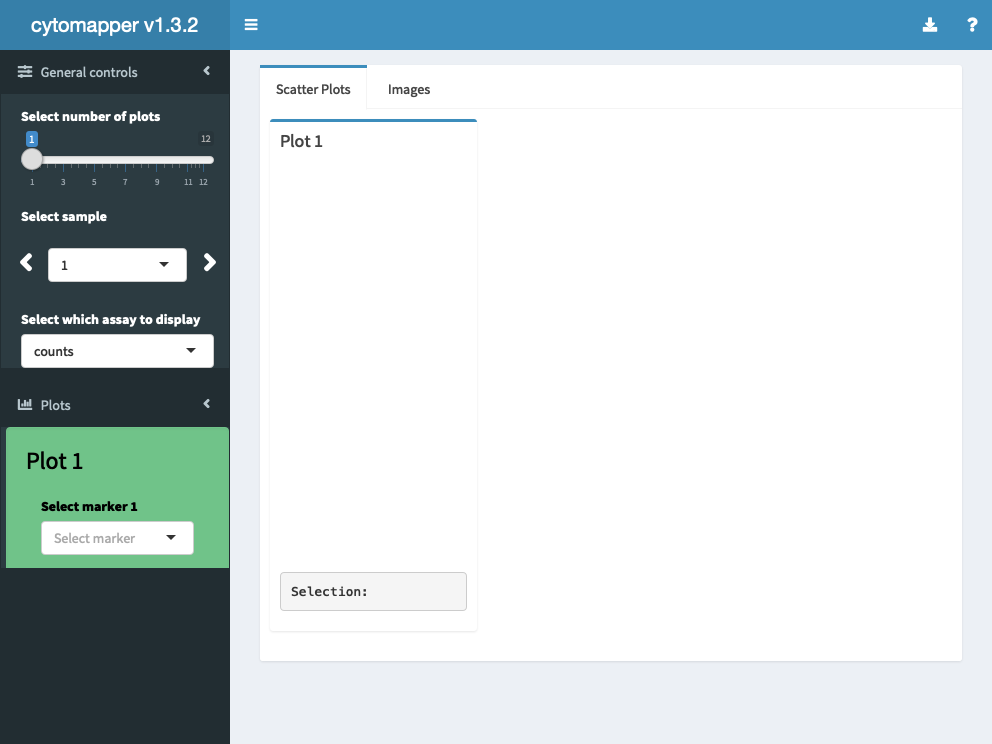 cytomapper v1.3.2
?
General controls
Select number of plots
1 12
1 3 5 7 9 11 12
Select sample
1
Select which assay to display
counts
Plots
Plot 1
Select marker 1
Select marker
Scatter Plots Images
Plot 1
Selection: